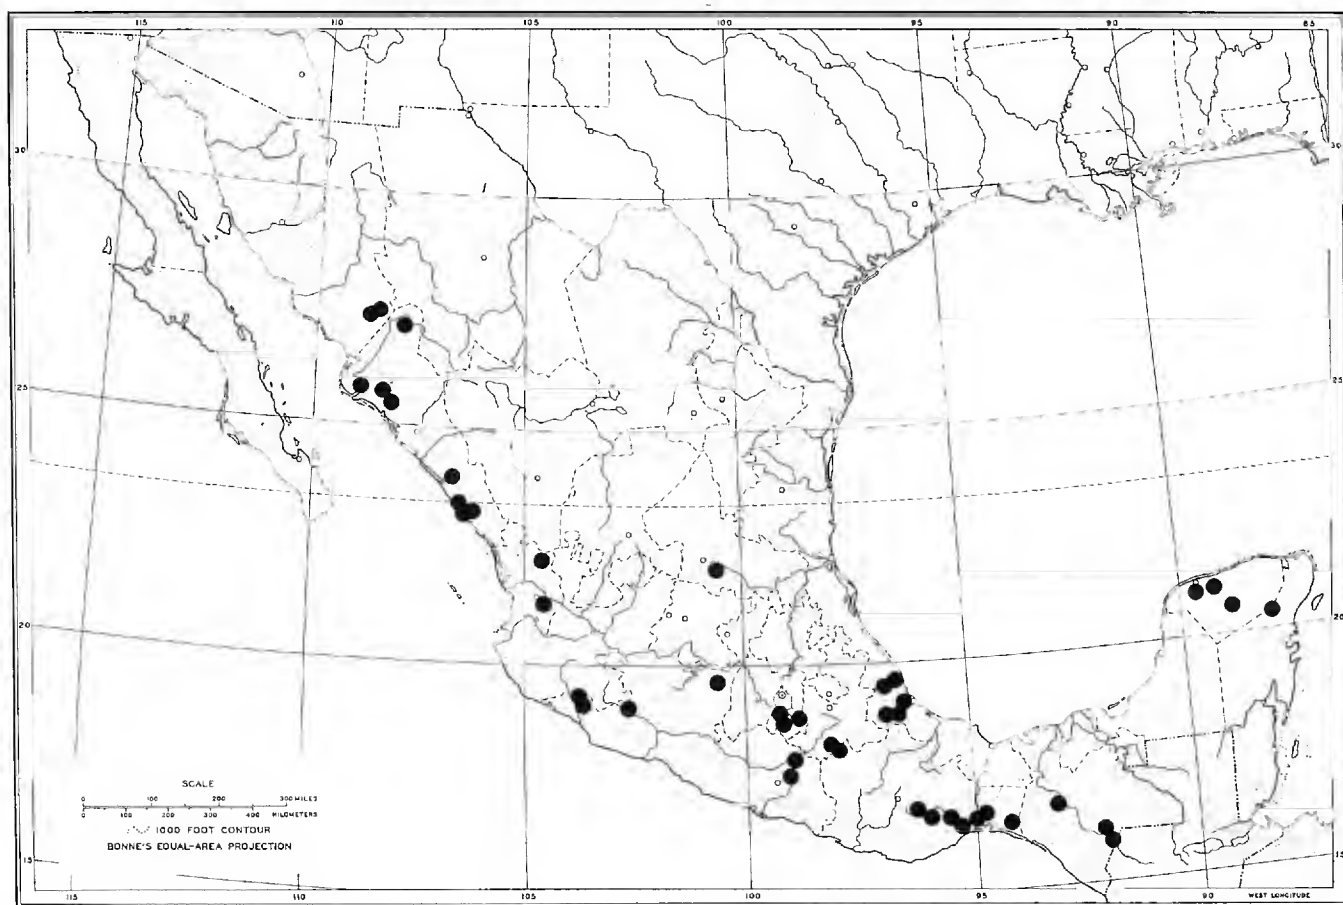 115 110 105 100 95 90 85
30 30
25 25
20 20
SCALE
0 100 200 300 MILES
0 100 200 300 400 KILOMETERS
1000 FOOT CONTOUR
BONNE'S EQUAL-AREA PROJECTION
15 15
115 110 105 100 95 90 WEST LONGITUDE